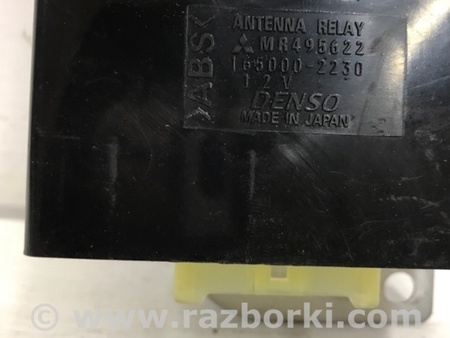 ANTENNA RELAY
MR495622
165000-2230
12V
DENSO
MADE IN JAPAN
>ABS<
© www.razborki.com